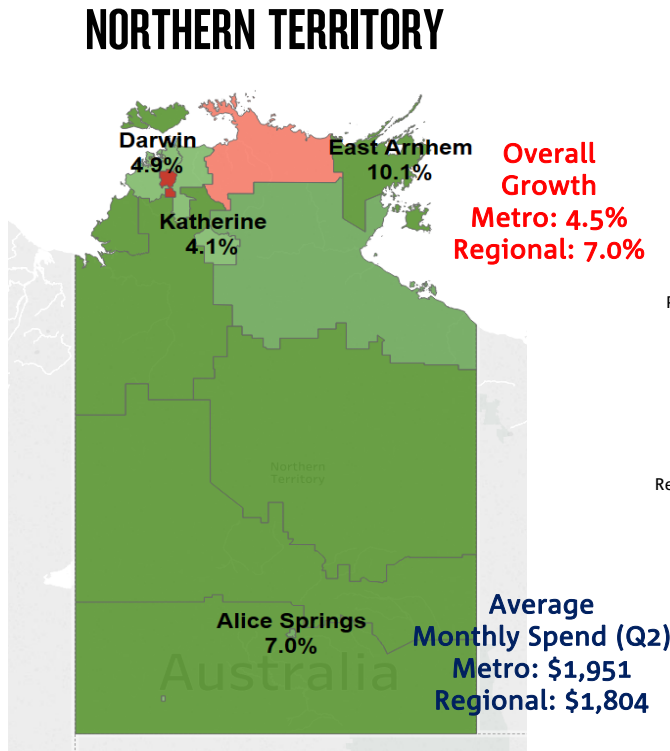 NORTHERN TERRITORY
Darwin
4.9%
East Arnhem
10.1%
Overall
Growth
Metro: 4.5%
Regional: 7.0%
Katherine
4.1%
Northern
Territory
Re
Average
Monthly Spend (Q2)
Metro: $1,951
Regional: $1,804
Alice Springs
7.0%
Australia